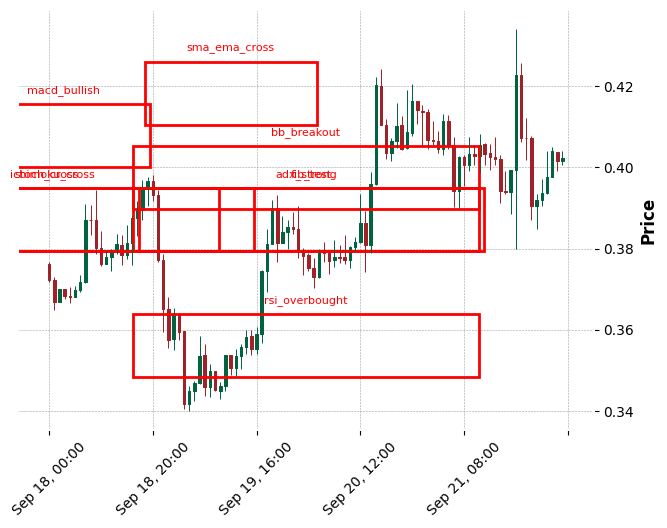 sma_ema_cross
macd_bullish
0.42
bb_breakout
0.40
adx_strong
0.38
Price
rsi_overbought
0.36
0.34
Sep 18, 00:00
Sep 18, 20:00
Sep 19, 16:00
Sep 20, 12:00
Sep 21, 08:00